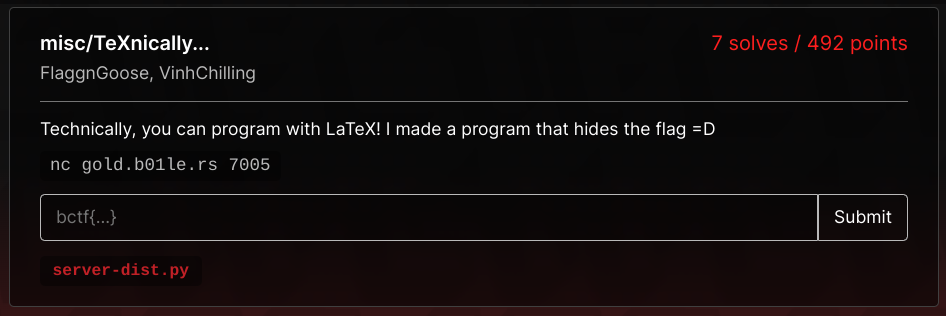 misc/TeXnically...
7 solves / 492 points
FlaggnGoose, VinhChilling
Technically, you can program with LaTeX! I made a program that hides the flag =D
nc gold.b01le.rs 7005
bctf{...}
Submit
server-dist.py